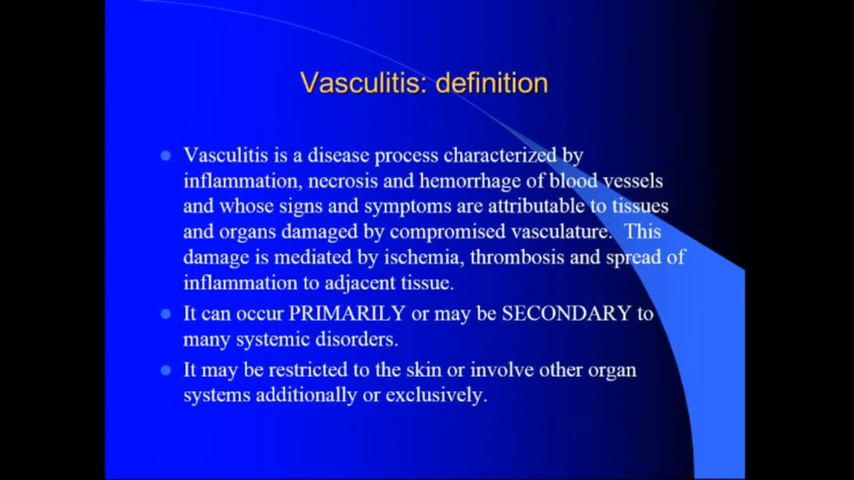 Vasculitis: definition
Vasculitis is a disease process characterized by
inflammation, necrosis and hemorrhage of blood vessels
and whose signs and symptoms are attributable to tissues
and organs damaged by compromised vasculature. This
damage is mediated by ischemia, thrombosis and spread of
inflammation to adjacent tissue.
It can occur PRIMARILY or may be SECONDARY to
many systemic disorders.
It may be restricted to the skin or involve other organ
systems additionally or exclusively.